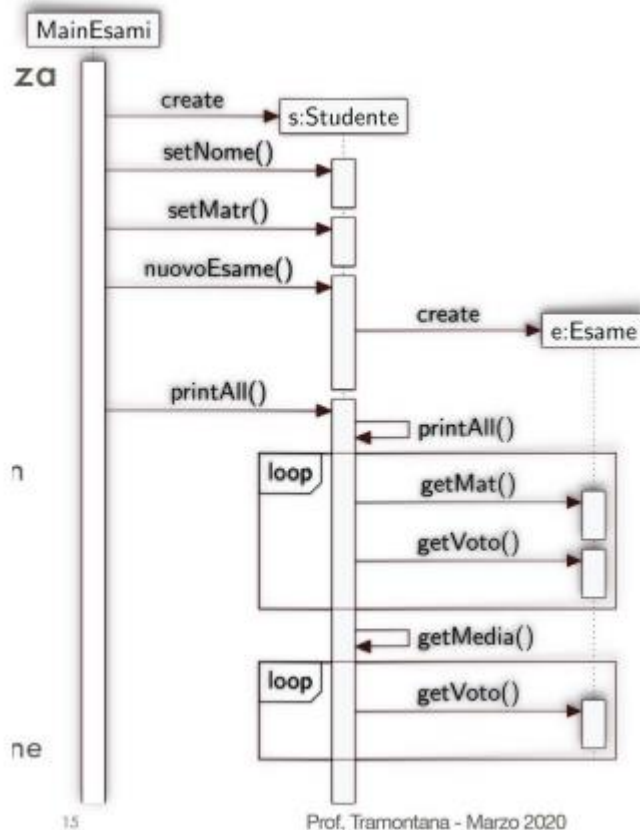 MainEsami
za
create
s:Studente
setNome()
setMatr()
nuovoEsame()
create
e:Esame
printAll()
printAll()
loop
n
getMat()
getVoto()
getMedia()
loop
getVoto()
ne
15
Prof. Tramontana - Marzo 2020